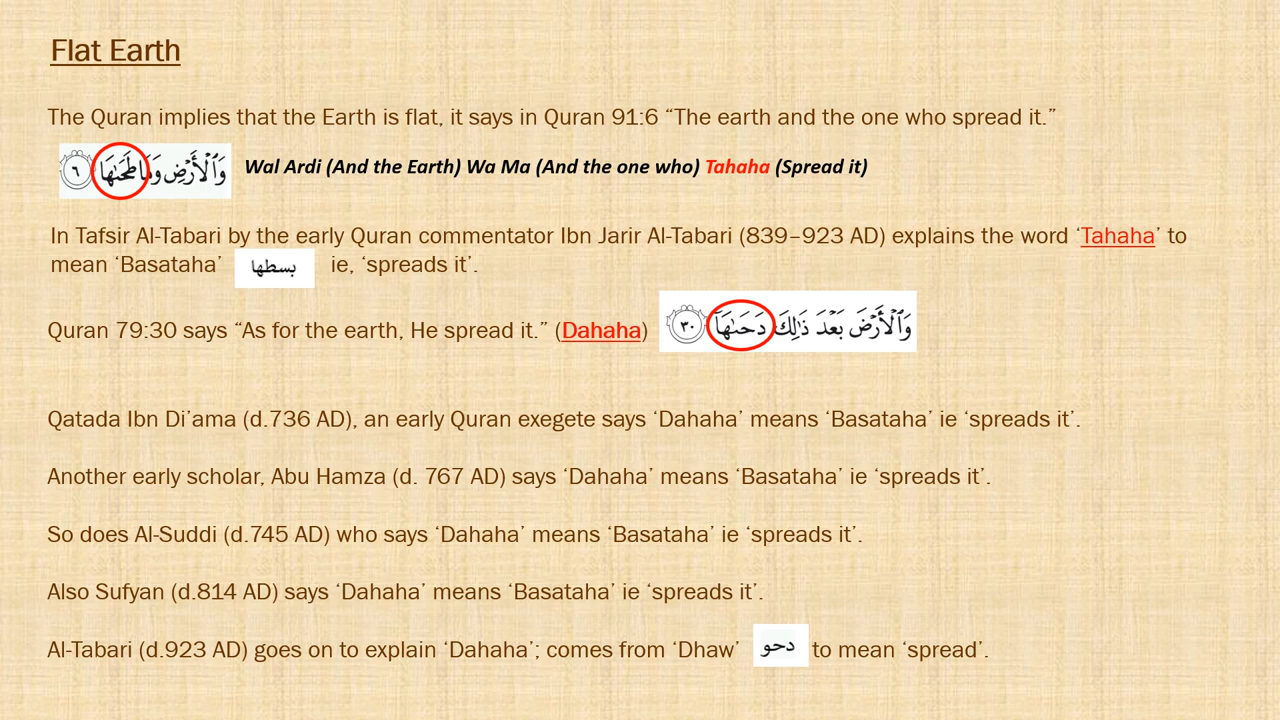 Flat Earth
The Quran implies that the Earth is flat, it says in Quran 91:6 “The earth and the one who spread it.”
وَٱلْأَرْضِ وَمَا طَحَىٰهَا ٦ Wal Ardi (And the Earth) Wa Ma (And the one who) Tahaha (Spread it)
In Tafsir Al-Tabari by the early Quran commentator Ibn Jarir Al-Tabari (839–923 AD) explains the word ‘Tahaha’ to
mean ‘Basataha’ بسطها ie, ‘spreads it’.
Quran 79:30 says “As for the earth, He spread it.” (Dahaha) وَٱلْأَرْضَ بَعْدَ ذَٰلِكَ دَحَىٰهَآ ٣٠
Qatada Ibn Di’ama (d.736 AD), an early Quran exegete says ‘Dahaha’ means ‘Basataha’ ie ‘spreads it’.
Another early scholar, Abu Hamza (d. 767 AD) says ‘Dahaha’ means ‘Basataha’ ie ‘spreads it’.
So does Al-Suddi (d.745 AD) who says ‘Dahaha’ means ‘Basataha’ ie ‘spreads it’.
Also Sufyan (d.814 AD) says ‘Dahaha’ means ‘Basataha’ ie ‘spreads it’.
Al-Tabari (d.923 AD) goes on to explain ‘Dahaha’; comes from ‘Dhaw’ دحو to mean ‘spread’.